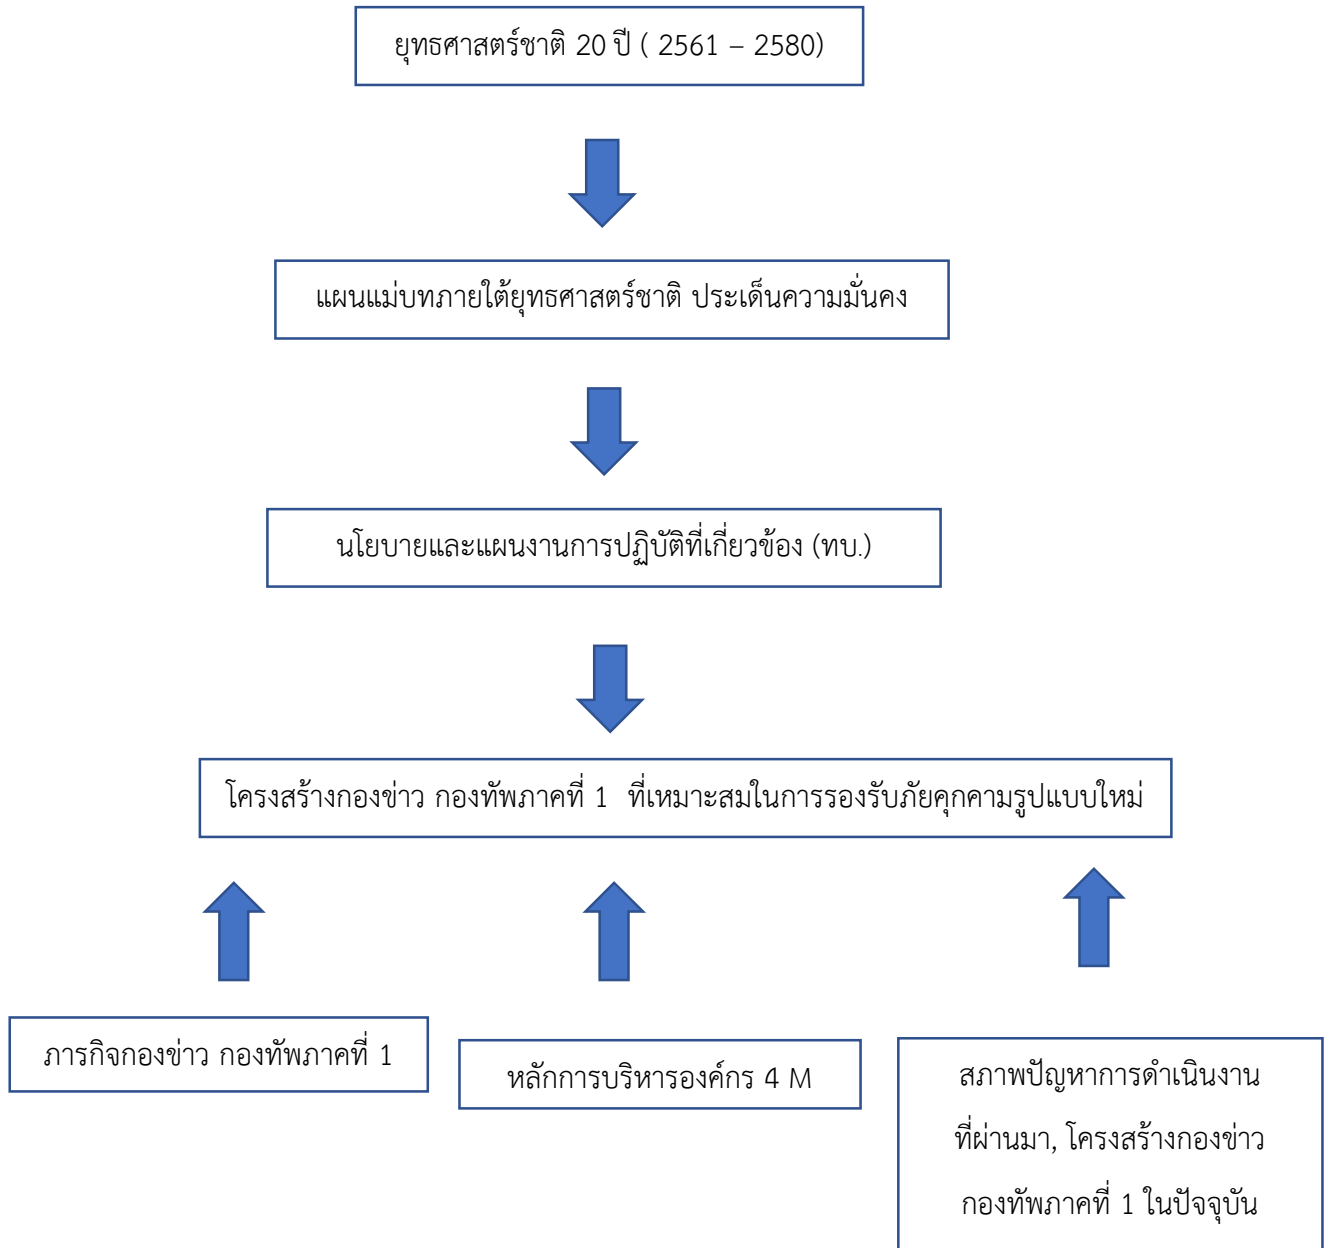 ยุทธศาสตร์ชาติ 20 ปี ( 2561 – 2580)
แผนแม่บทภายใต้ยุทธศาสตร์ชาติ ประเด็นความมั่นคง
นโยบายและแผนงานการปฏิบัติที่เกี่ยวข้อง (ทบ.)
โครงสร้างกองข่าว กองทัพภาคที่ 1 ที่เหมาะสมในการรองรับภัยคุกคามรูปแบบใหม่
ภารกิจกองข่าว กองทัพภาคที่ 1
หลักการบริหารองค์กร 4 M
สภาพปัญหาการดำเนินงาน
ที่ผ่านมา, โครงสร้างกองข่าว
กองทัพภาคที่ 1 ในปัจจุบัน